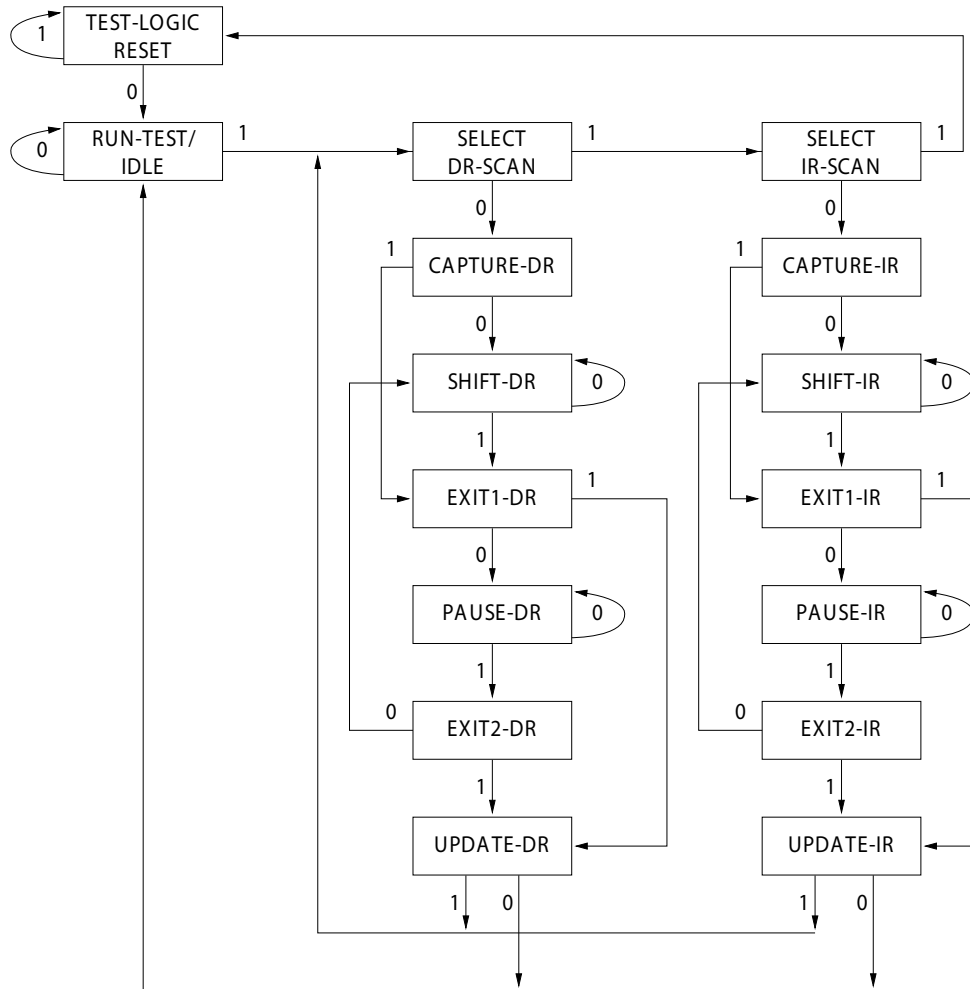 TEST-LOGIC
RESET
1
0
RUN-TEST/
IDLE
0
1
SELECT
DR-SCAN
1
SELECT
IR-SCAN
1
0
0
1
CAPTURE-DR
1
CAPTURE-IR
0
0
SHIFT-DR
0
SHIFT-IR
0
1
1
EXIT1-DR
1
EXIT1-IR
1
0
0
PAUSE-DR
0
PAUSE-IR
0
1
1
0
EXIT2-DR
0
EXIT2-IR
1
1
UPDATE-DR
UPDATE-IR
1
0
1
0